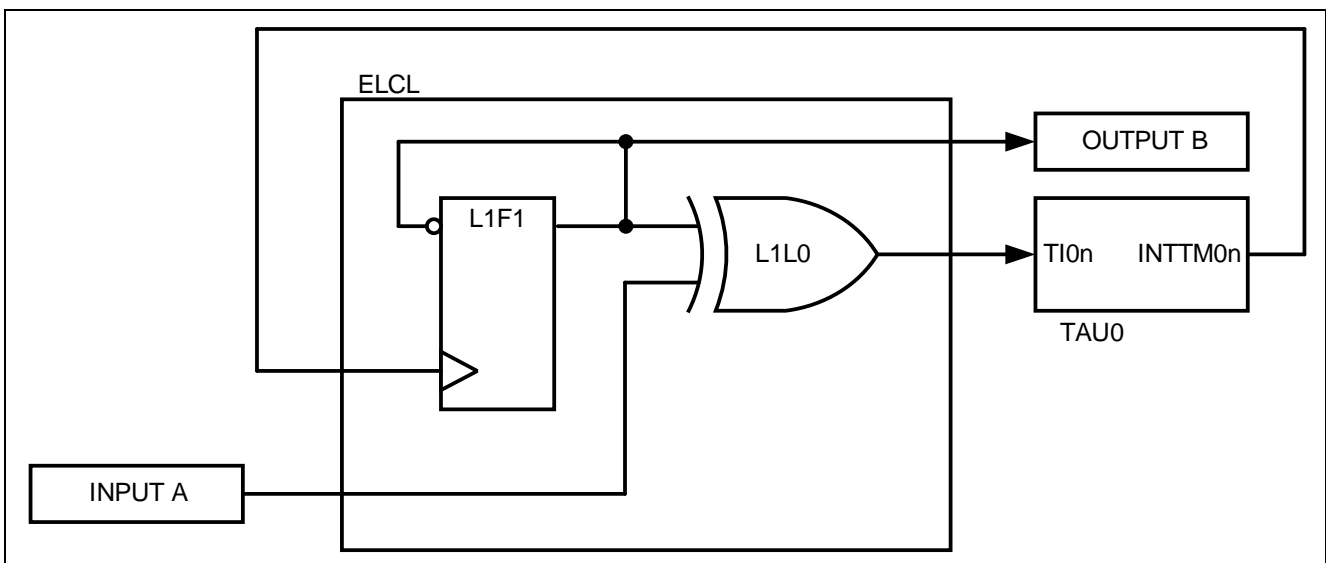 ELCL
OUTPUT B
L1F1
L1L0
TI0n INTTM0n
TAU0
INPUT A